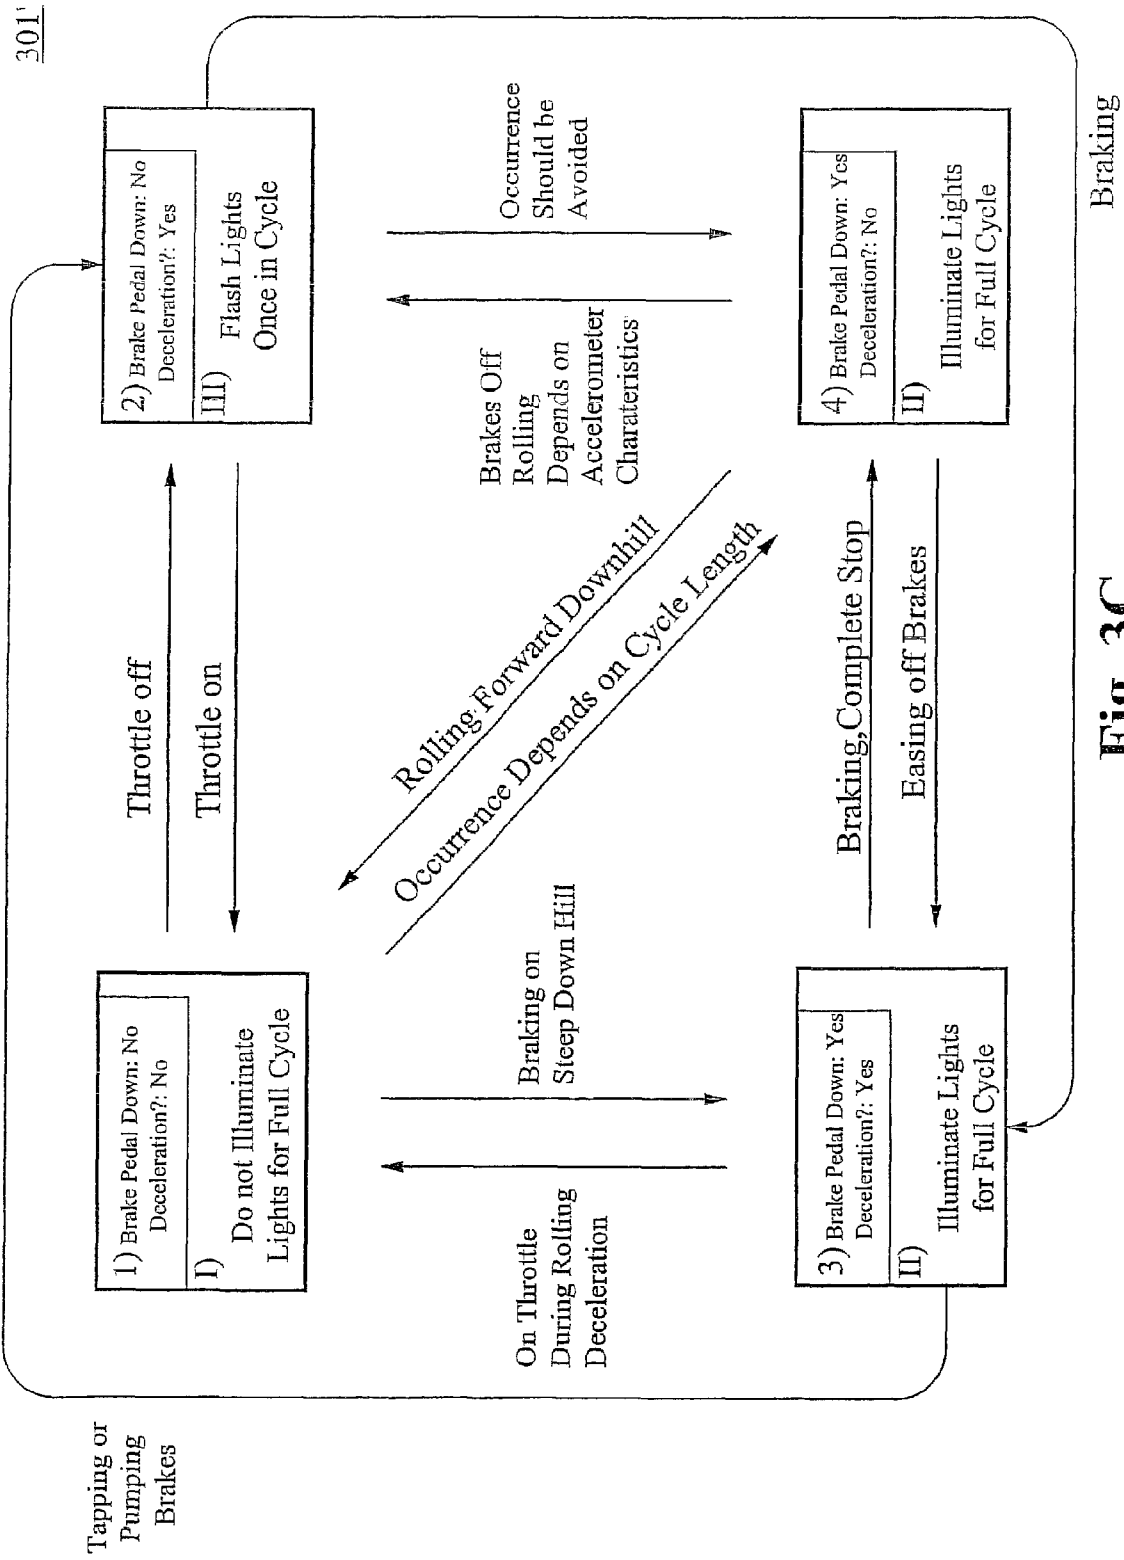 301'
Tapping or
Pumping
Brakes
1) Brake Pedal Down: No
Deceleration?: No
I)
Do not Illuminate
Lights for Full Cycle
Throttle off
Throttle on
2) Brake Pedal Down: No
Deceleration?: Yes
III)
Flash Lights
Once in Cycle
On Throttle
During Rolling
Deceleration
Braking on
Steep Down Hill
Rolling Forward Downhill
Occurrence Depends on Cycle Length
Brakes Off
Rolling
Depends on
Accelerometer
Charateristics
Occurrence
Should be
Avoided
3) Brake Pedal Down: Yes
Deceleration?: Yes
II)
Illuminate Lights
for Full Cycle
Braking,Complete Stop
Easing off Brakes
4) Brake Pedal Down: Yes
Deceleration?: No
II)
Illuminate Lights
for Full Cycle
Braking
Fig. 3C